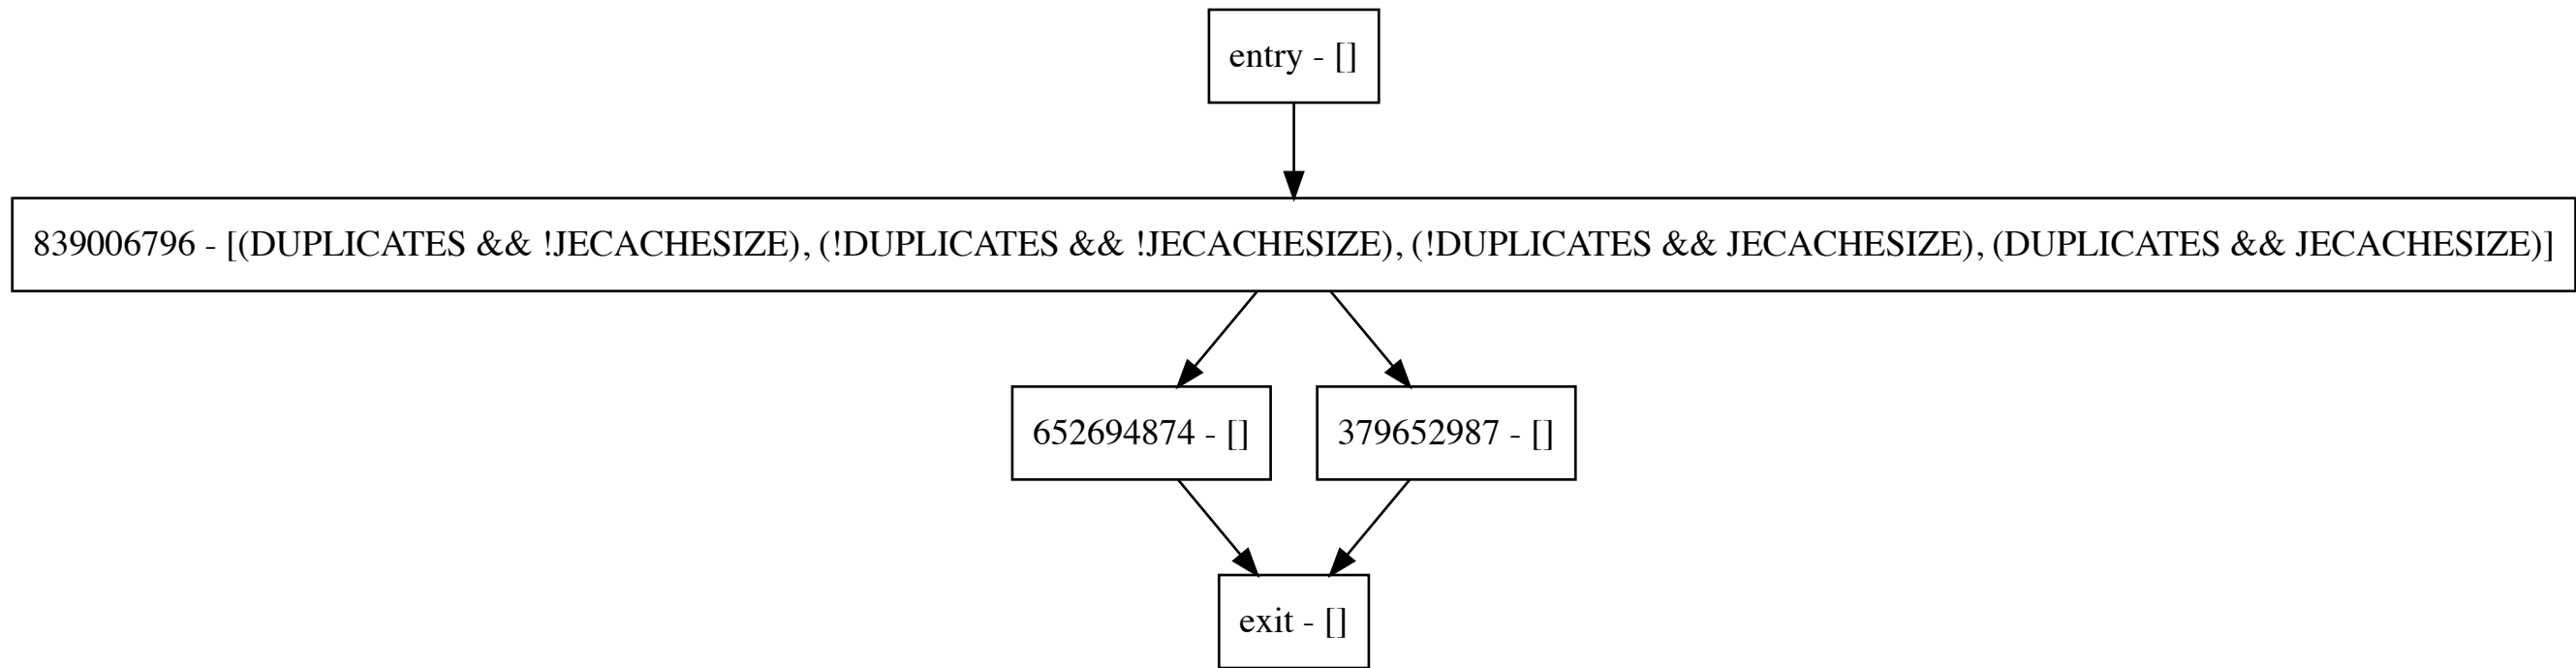 entry - []
839006796 - [(DUPLICATES && !JECACHESIZE), (!DUPLICATES && !JECACHESIZE), (!DUPLICATES && JECACHESIZE), (DUPLICATES && JECACHESIZE)]
652694874 - []
379652987 - []
exit - []